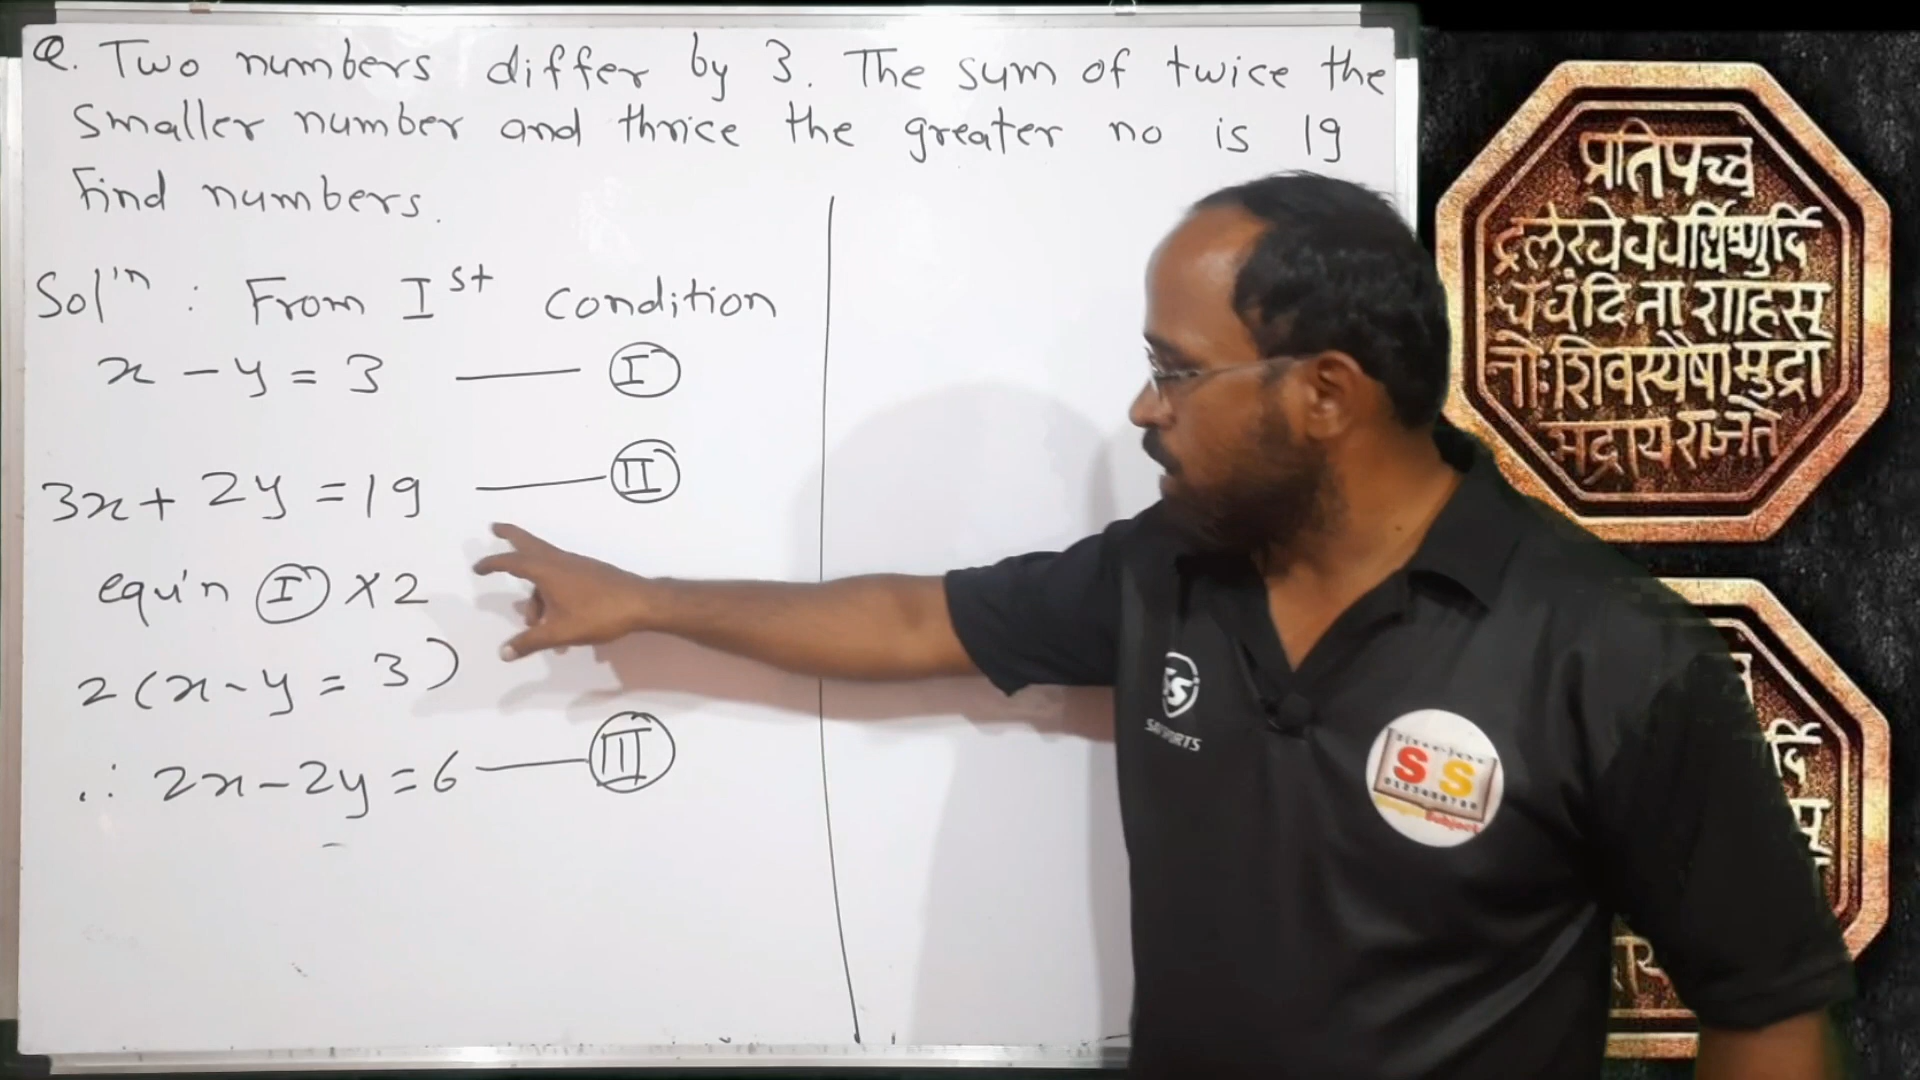 Q. Two numbers differ by 3. The sum of twice the
smaller number and thrice the greater no is 19
Find numbers.
Sol'n : From Ist Condition
x - y = 3 —— I
3x + 2y = 19 —— II
equ'n I × 2
2(x - y = 3)
∴ 2x - 2y = 6 —— III
प्रतिपच्चं
द्रलेखेव वर्धिष्णुर्वि
श्ववंदिता शाहसू
नोः शिवस्यैषा मुद्रा
भद्राय राजते
SS